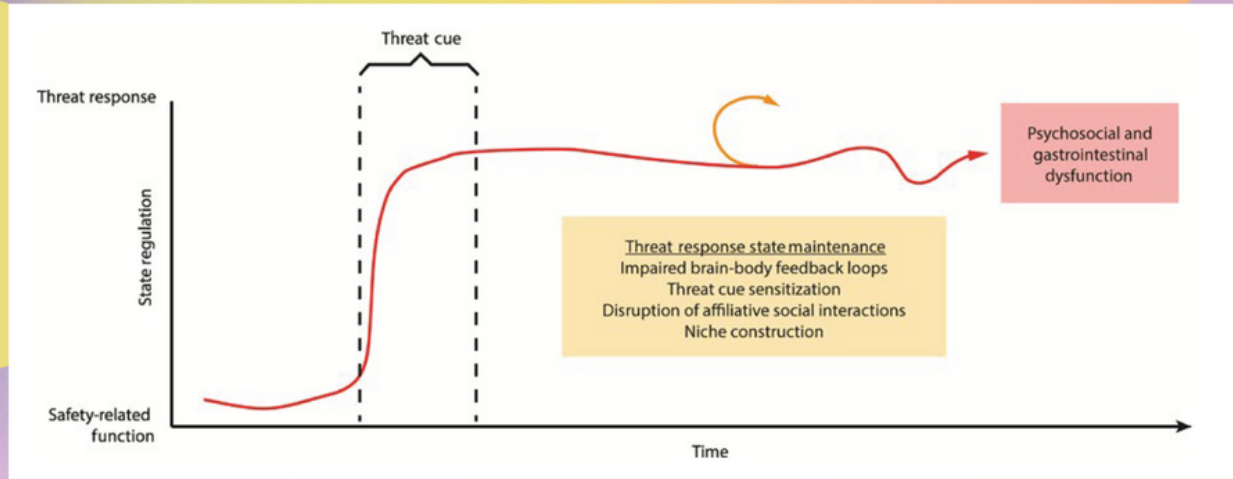 Threat cue
Threat response
State regulation
Safety-related
function
Time
Psychosocial and
gastrointestinal
dysfunction
Threat response state maintenance
Impaired brain-body feedback loops
Threat cue sensitization
Disruption of affiliative social interactions
Niche construction